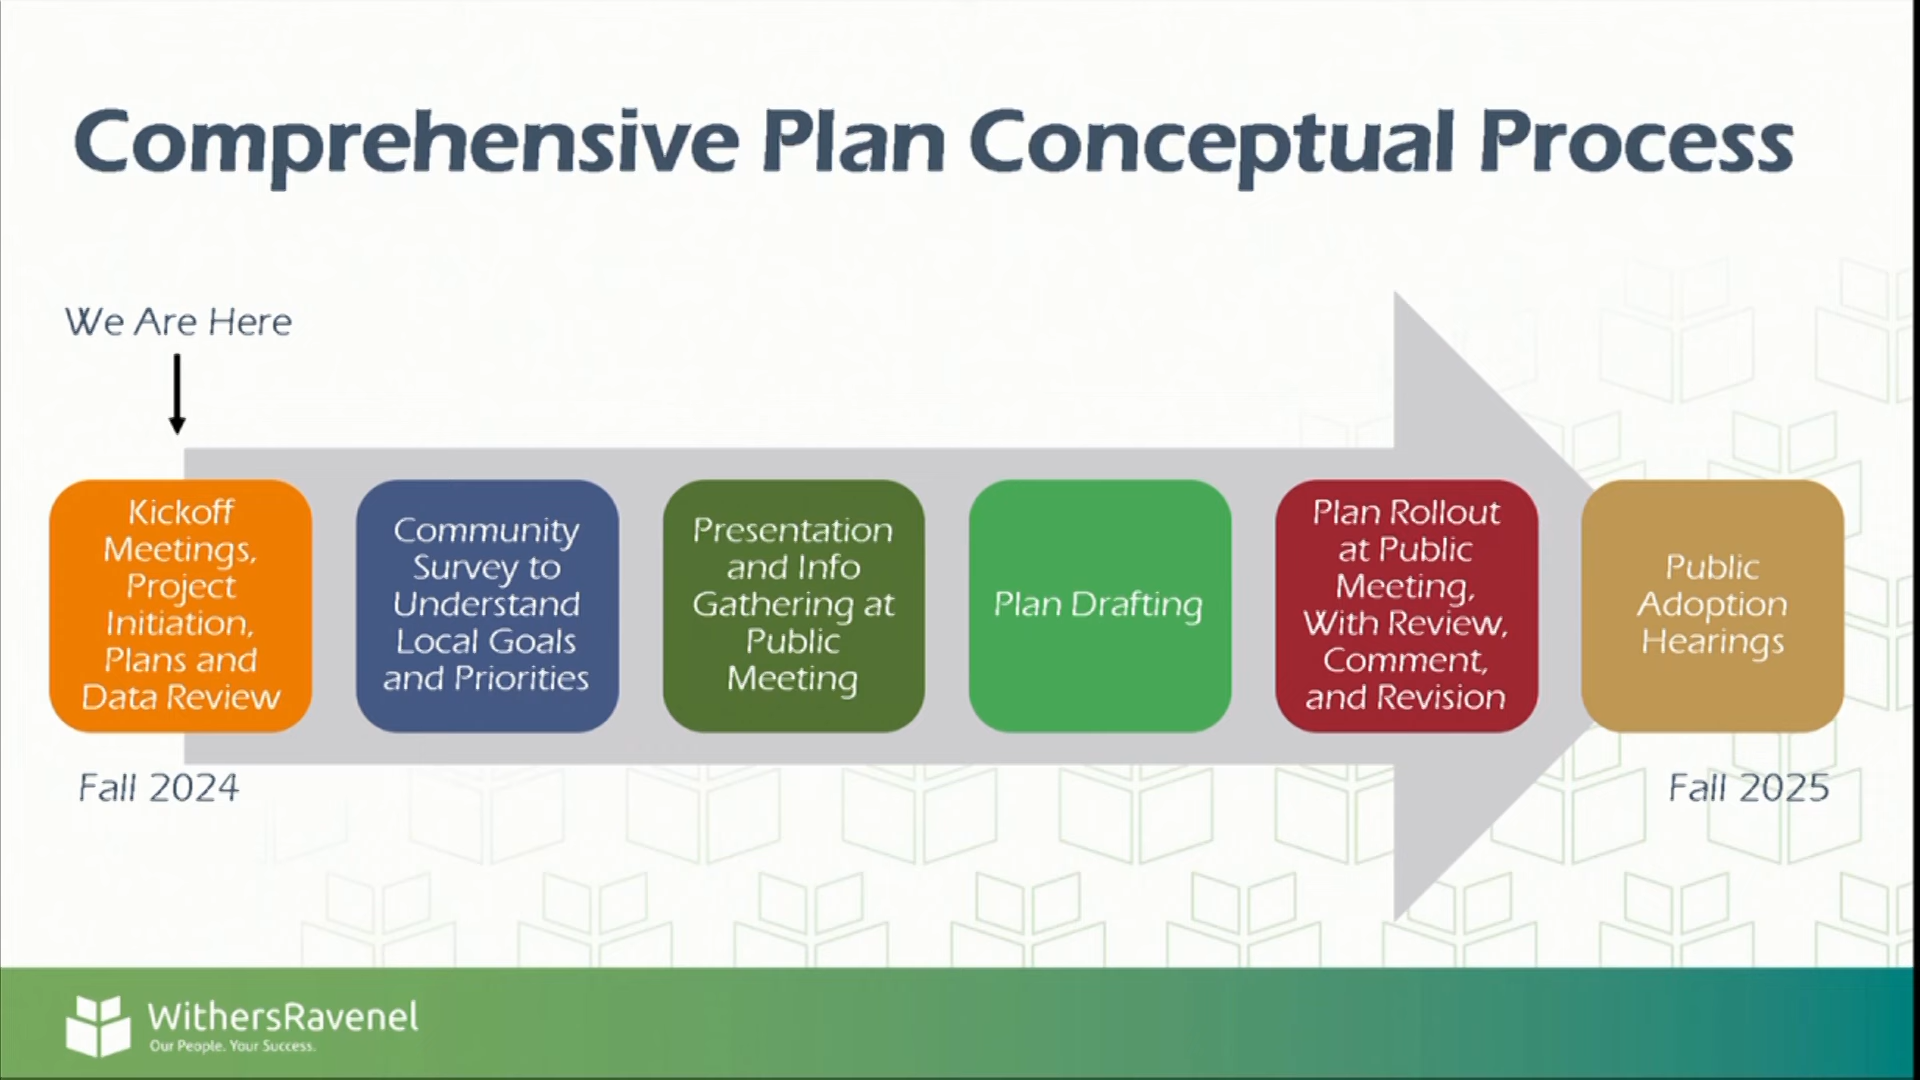 Comprehensive Plan Conceptual Process
We Are Here
Kickoff
Meetings,
Project
Initiation,
Plans and
Data Review
Community
Survey to
Understand
Local Goals
and Priorities
Presentation
and Info
Gathering at
Public
Meeting
Plan Drafting
Plan Rollout
at Public
Meeting,
With Review,
Comment,
and Revision
Public
Adoption
Hearings
Fall 2024
Fall 2025
WithersRavenel
Our People. Your Success.